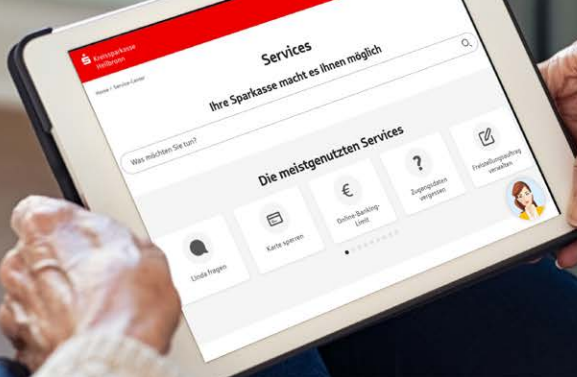 Kreissparkasse
Heilbronn
Home > Service-Center
Services
Ihre Sparkasse macht es Ihnen möglich
Was möchten Sie tun?
Die meistgenutzten Services
Linda fragen
Karte sperren
Online-Banking-
Limit
Zugangsdaten
vergessen
Freistellungsauftrag
verwalten